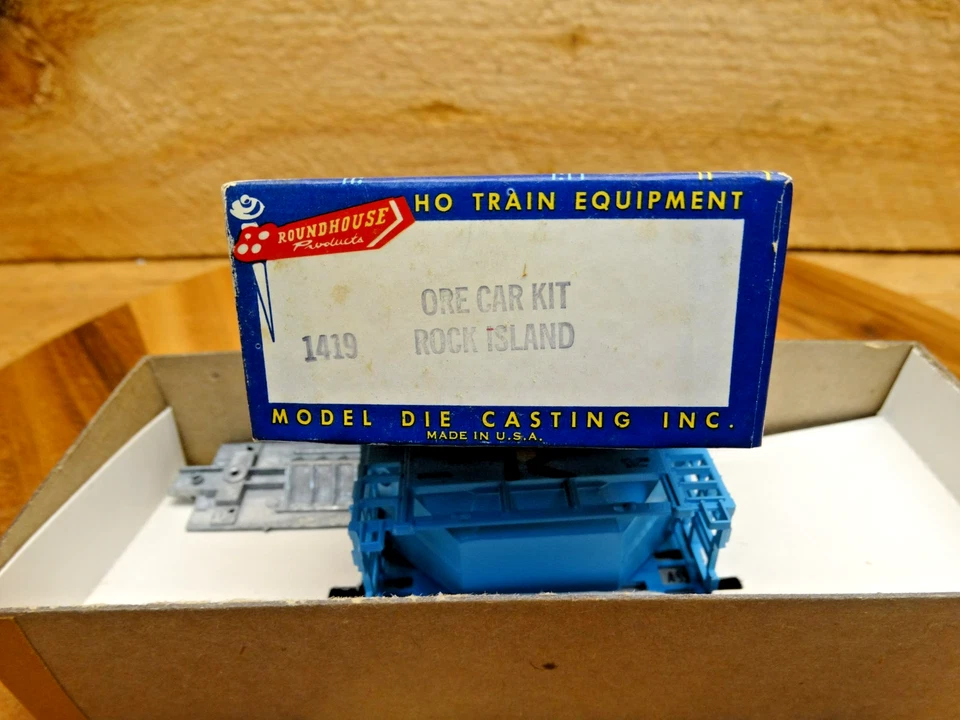 HO TRAIN EQUIPMENT
ROUNDHOUSE
Products
ORE CAR KIT
1419 ROCK ISLAND
MODEL DIE CASTING INC.
MADE IN U.S.A.